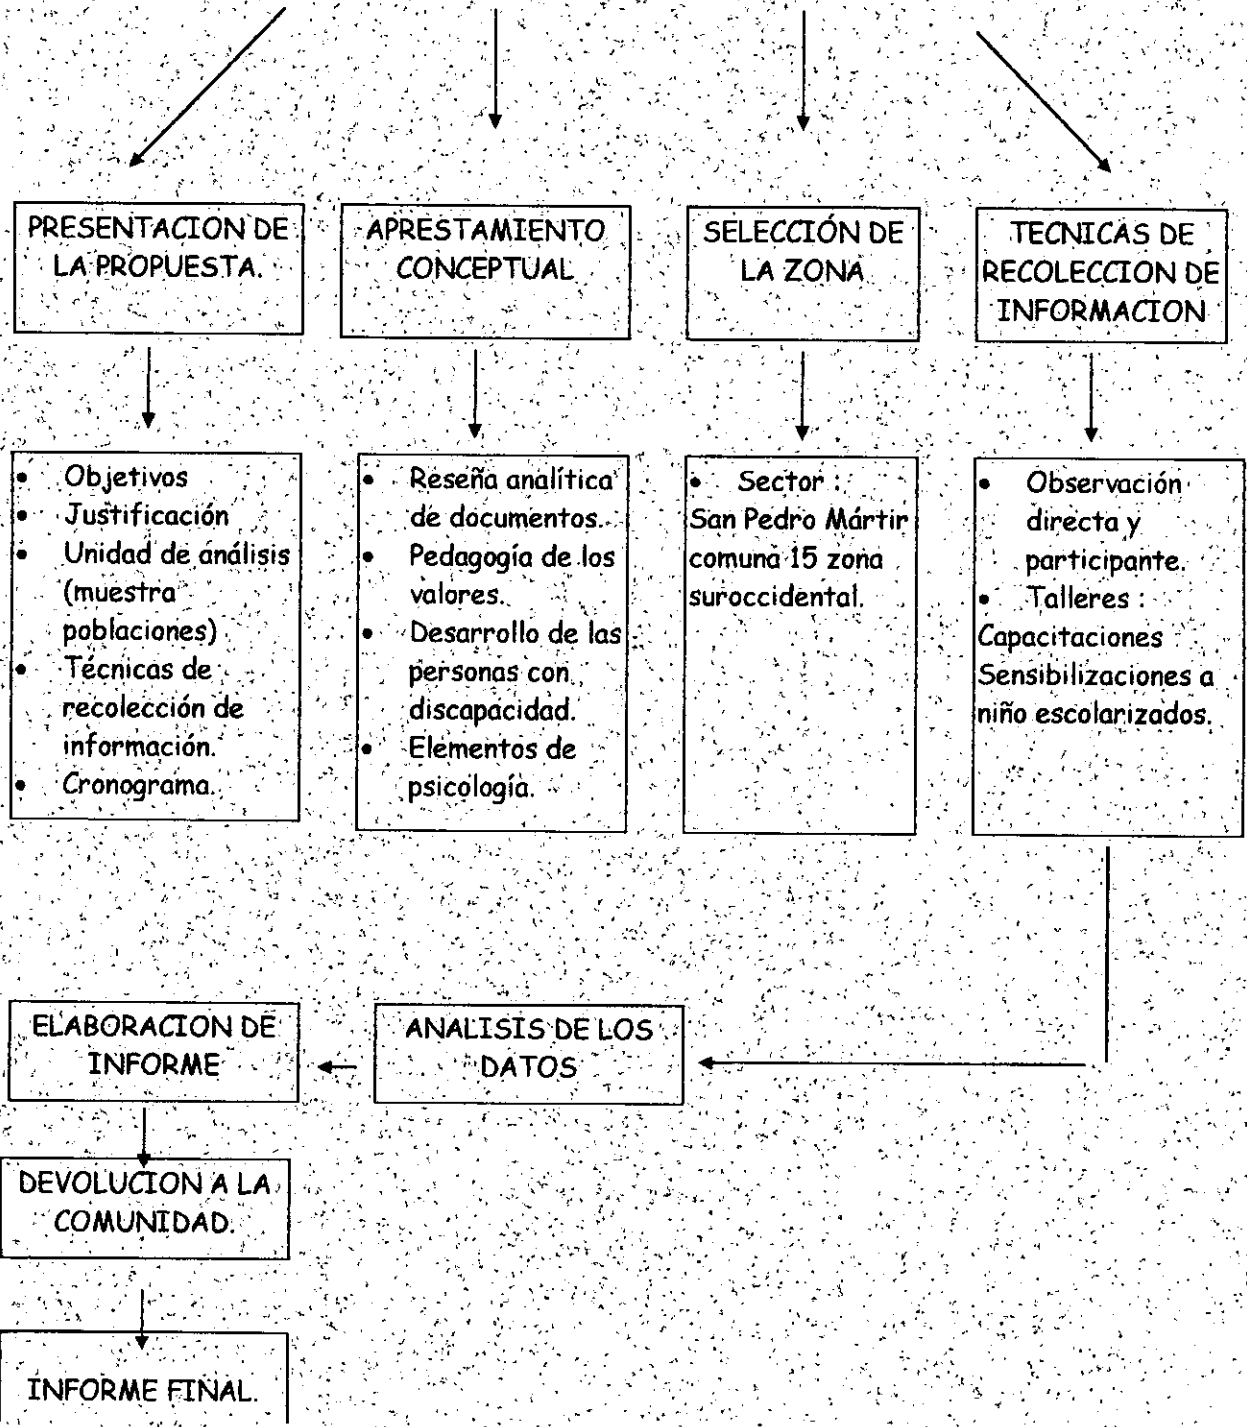 PRESENTACION DE
LA PROPUESTA.
APRESTAMIENTO
CONCEPTUAL
SELECCIÓN DE
LA ZONA
TECNICAS DE
RECOLECCION DE
INFORMACION
• Objetivos
• Justificación
• Unidad de análisis
(muestra
poblaciones)
• Técnicas de
recolección de
información.
• Cronograma.
• Reseña analítica
de documentos.
• Pedagogía de los
valores.
• Desarrollo de las
personas con
discapacidad.
• Elementos de
psicología.
• Sector :
San Pedro Mártir
comuna 15 zona
suroccidental.
• Observación
directa y
participante.
• Talleres :
Capacitaciones
Sensibilizaciones a
niño escolarizados.
ELABORACION DE
INFORME
ANALISIS DE LOS
DATOS
DEVOLUCION A LA
COMUNIDAD.
INFORME FINAL.